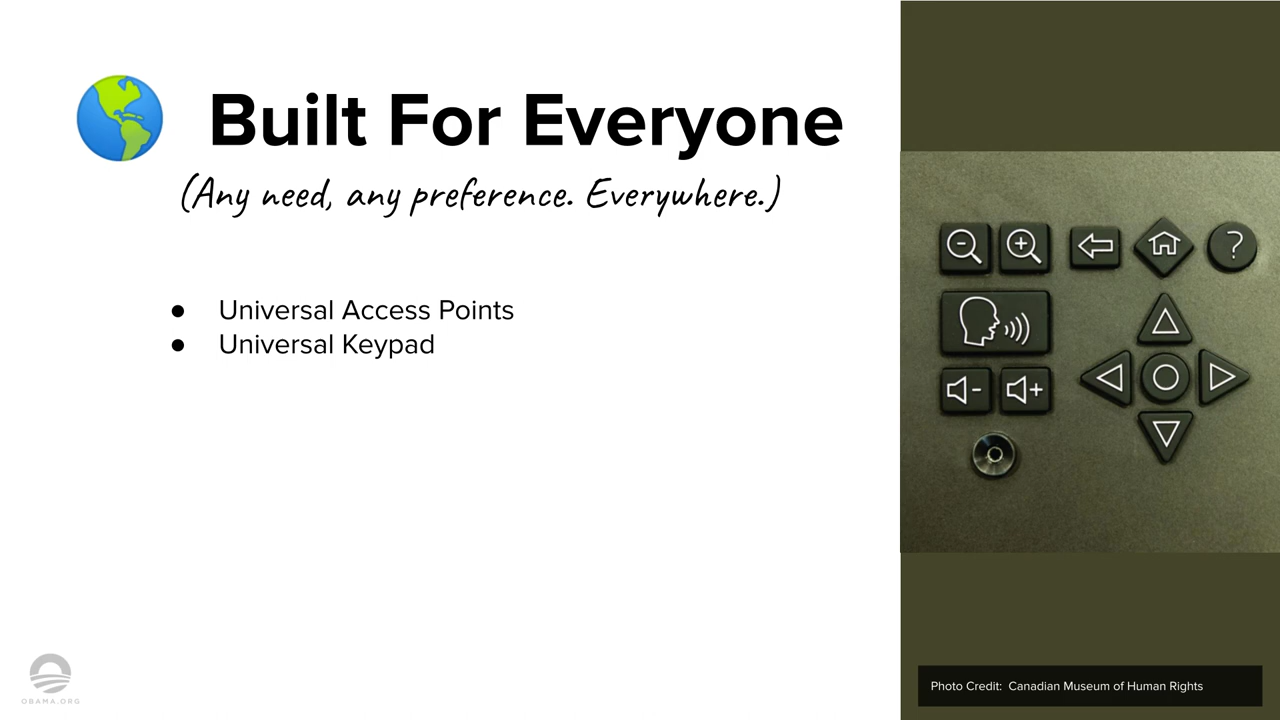 Built For Everyone
(Any need, any preference. Everywhere.)
● Universal Access Points
● Universal Keypad
?
OBAMA.ORG
Photo Credit: Canadian Museum of Human Rights